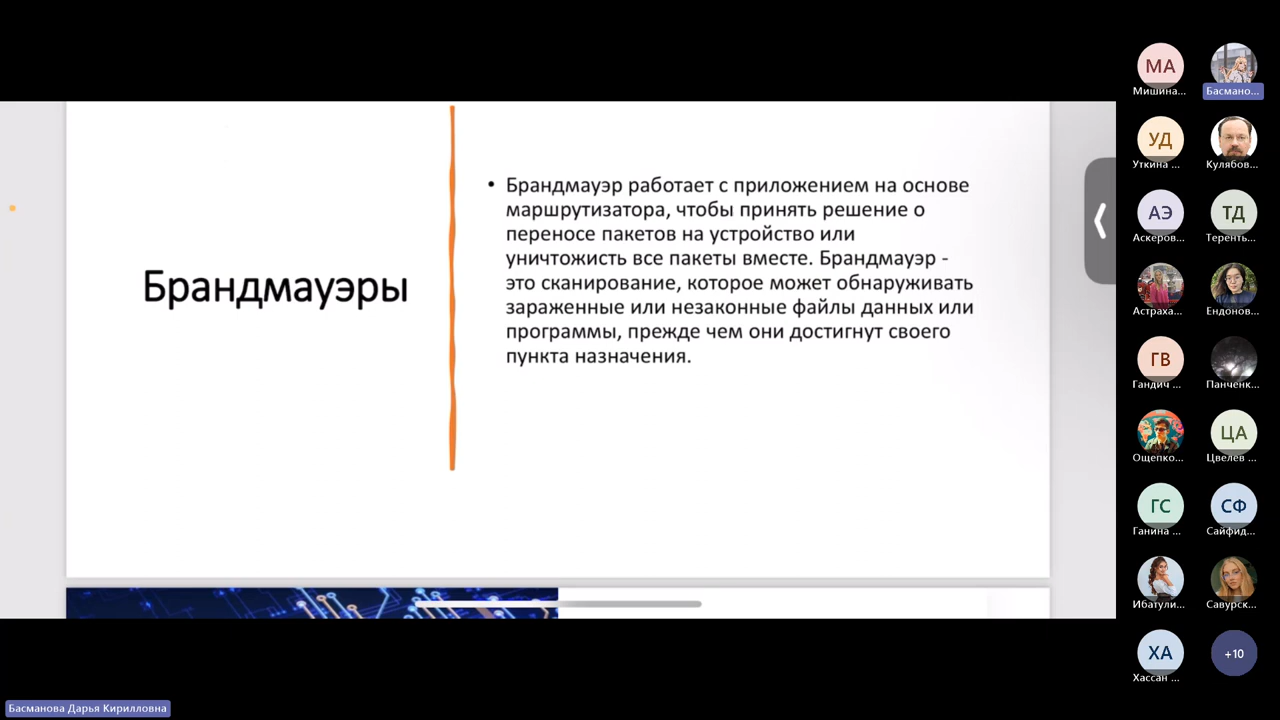 Брандмауэры
• Брандмауэр работает с приложением на основе
маршрутизатора, чтобы принять решение о
переносе пакетов на устройство или
уничтожисть все пакеты вместе. Брандмауэр -
это сканирование, которое может обнаруживать
зараженные или незаконные файлы данных или
программы, прежде чем они достигнут своего
пункта назначения.
МА
Мишина...
Басмано...
УД
Уткина ...
Кулябов...
АЭ
Аскеров...
ТД
Теренть...
Астраха...
Ендонов...
ГВ
Гандич ...
Панченк...
Ощепко...
ЦА
Цвелев ...
ГС
Ганина ...
СФ
Сайфид...
Ибатули...
Савурск...
ХА
Хассан ...
+10
Басманова Дарья Кирилловна